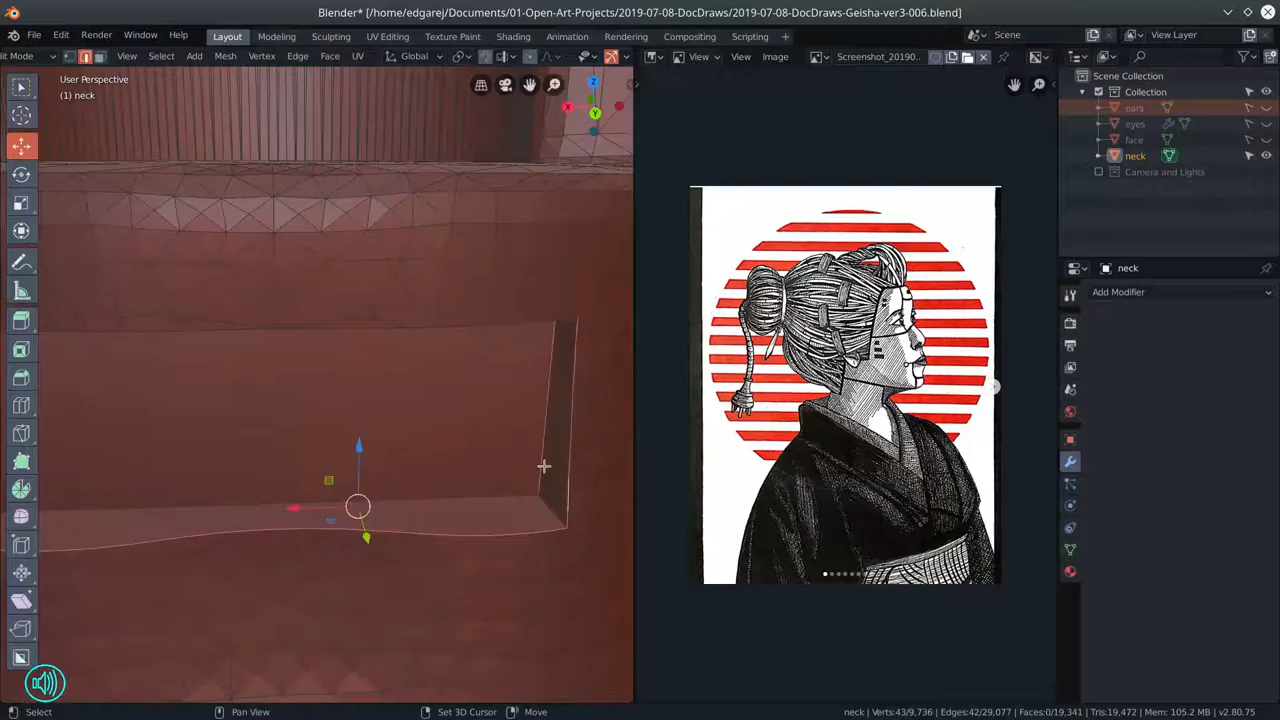 Blender* [/home/edgarej/Documents/01-Open-Art-Projects/2019-07-08-DocDraws/2019-07-08-DocDraws-Geisha-ver3-006.blend]
File Edit Render Window Help Layout Modeling Sculpting UV Editing Texture Paint Shading Animation Rendering Compositing Scripting + Scene View Layer
it Mode View Select Add Mesh Vertex Edge Face UV Global View View Image Screenshot_20190..
User Perspective
(1) neck
Z
X
Y
Scene Collection
Collection
ears
eyes
face
neck
Camera and Lights
neck
Add Modifier
Select Pan View Set 3D Cursor Move neck | Verts:43/9,736 | Edges:42/29,077 | Faces:0/19,341 | Tris:19,472 | Mem: 105.2 MB | v2.80.75